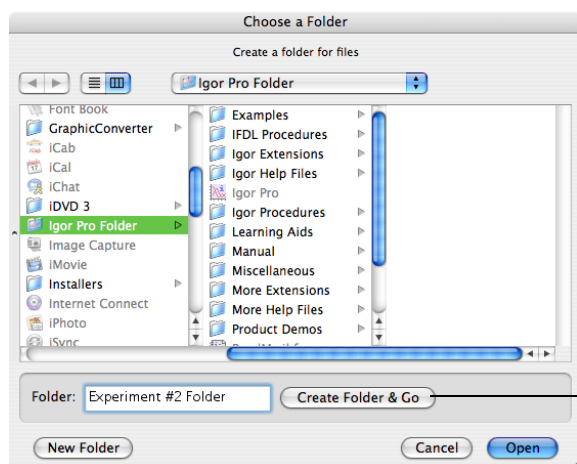 Choose a Folder
Create a folder for files
Igor Pro Folder
Font Book
GraphicConverter
iCab
iCal
iChat
iDVD 3
Igor Pro Folder
Image Capture
iMovie
Installers
Internet Connect
iPhoto
iSync
Examples
IFDL Procedures
Igor Extensions
Igor Help Files
Igor Pro
Igor Procedures
Learning Aids
Manual
Miscellaneous
More Extensions
More Help Files
Product Demos
Folder: Experiment #2 Folder Create Folder & Go
New Folder Cancel Open